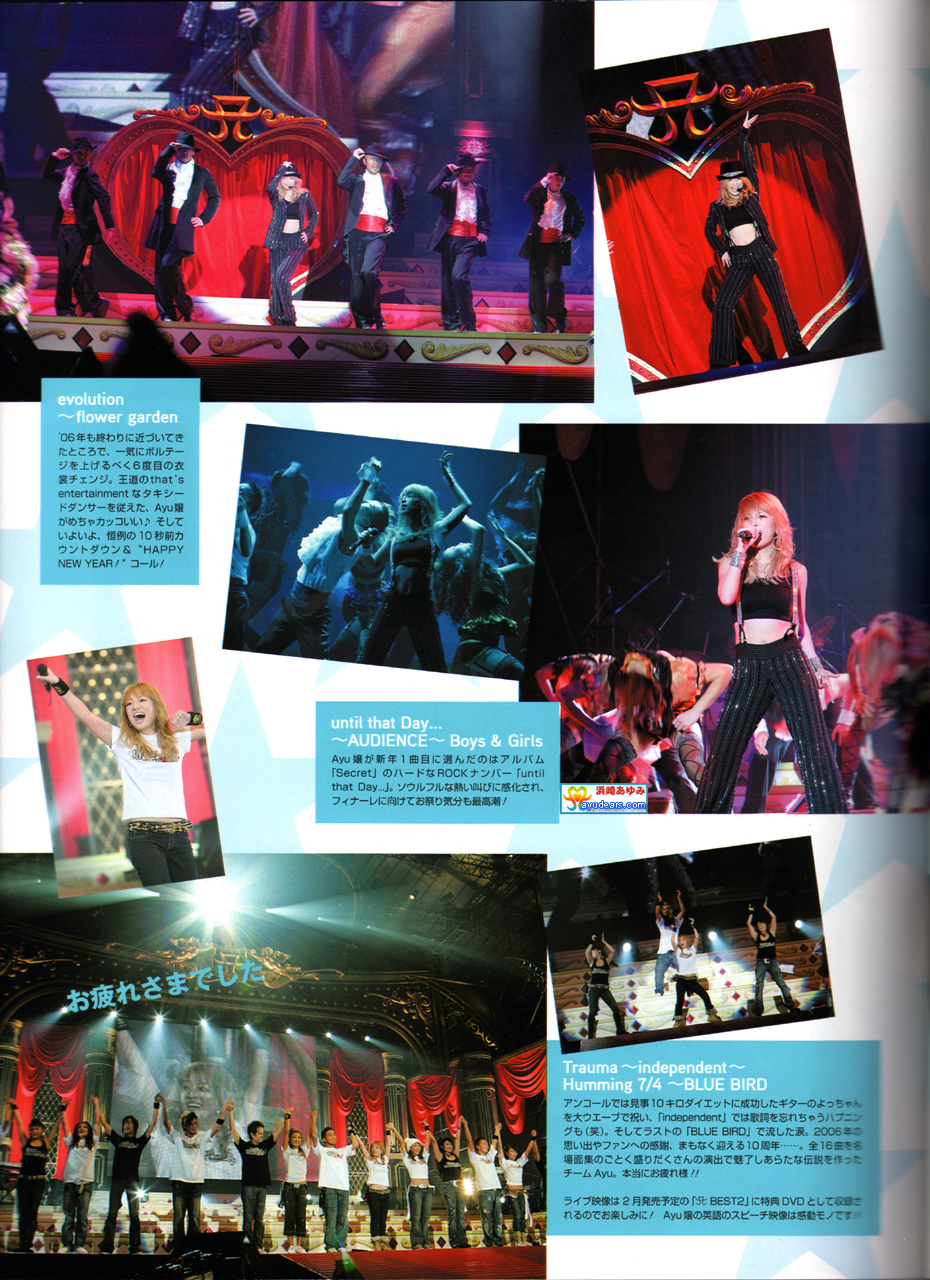 evolution
～flower garden
'06年も終わりに近づいてき
たところで、一気にボルテー
ジを上げるべく6度目の衣
裳チェンジ。王道のthat's
entertainmentなタキシー
ドダンサーを従えた、Ayu嬢
がめちゃカッコいい♪ そして
いよいよ、恒例の10秒前カ
ウントダウン&“HAPPY
NEW YEAR！”コール！
until that Day...
～AUDIENCE～ Boys & Girls
Ayu嬢が新年1曲目に選んだのはアルバム
「Secret」のハードなROCKナンバー「until
that Day...」。ソウルフルな熱い叫びに感化され、
フィナーレに向けてお祭り気分も最高潮！
浜崎あゆみ
ayudears.com
お疲れさまでした
Trauma～independent～
Humming 7/4 ～BLUE BIRD
アンコールでは見事10キロダイエットに成功したギターのよっちゃん
を大ウエーブで祝い、「independent」では歌詞を忘れちゃうハプニン
グも（笑）。そしてラストの「BLUE BIRD」で流した涙。2006年の
思い出やファンへの感謝、まもなく迎える10周年……。全16曲を名
場面集のごとく盛りだくさんの演出で魅了しあらたな伝説を作った
チームAyu。本当にお疲れ様！！
ライブ映像は2月発売予定の「A BEST2」に特典DVDとして収録さ
れるのでお楽しみに！ Ayu嬢の英語のスピーチ映像は感動モノです！！